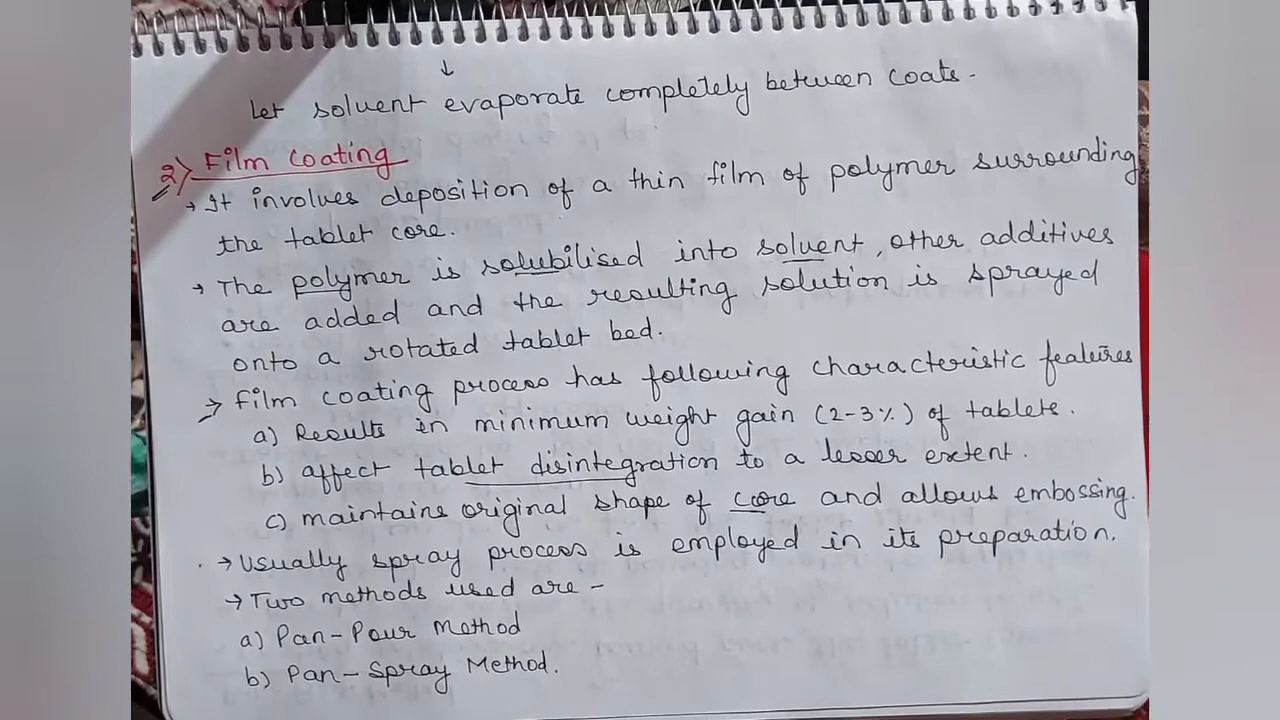 ↓
Let solvent evaporate completely between coats.
2) Film coating
→ It involves deposition of a thin film of polymer surrounding
the tablet core.
→ The polymer is solubilised into solvent, other additives
are added and the resulting solution is sprayed
onto a rotated tablet bed.
→ Film coating process has following characteristic features
a) Results in minimum weight gain (2-3%) of tablets.
b) affect tablet disintegration to a lesser extent.
c) maintains original shape of core and allows embossing.
→ Usually spray process is employed in its preparation.
→ Two methods used are -
a) Pan-Pour Method
b) Pan-Spray Method.